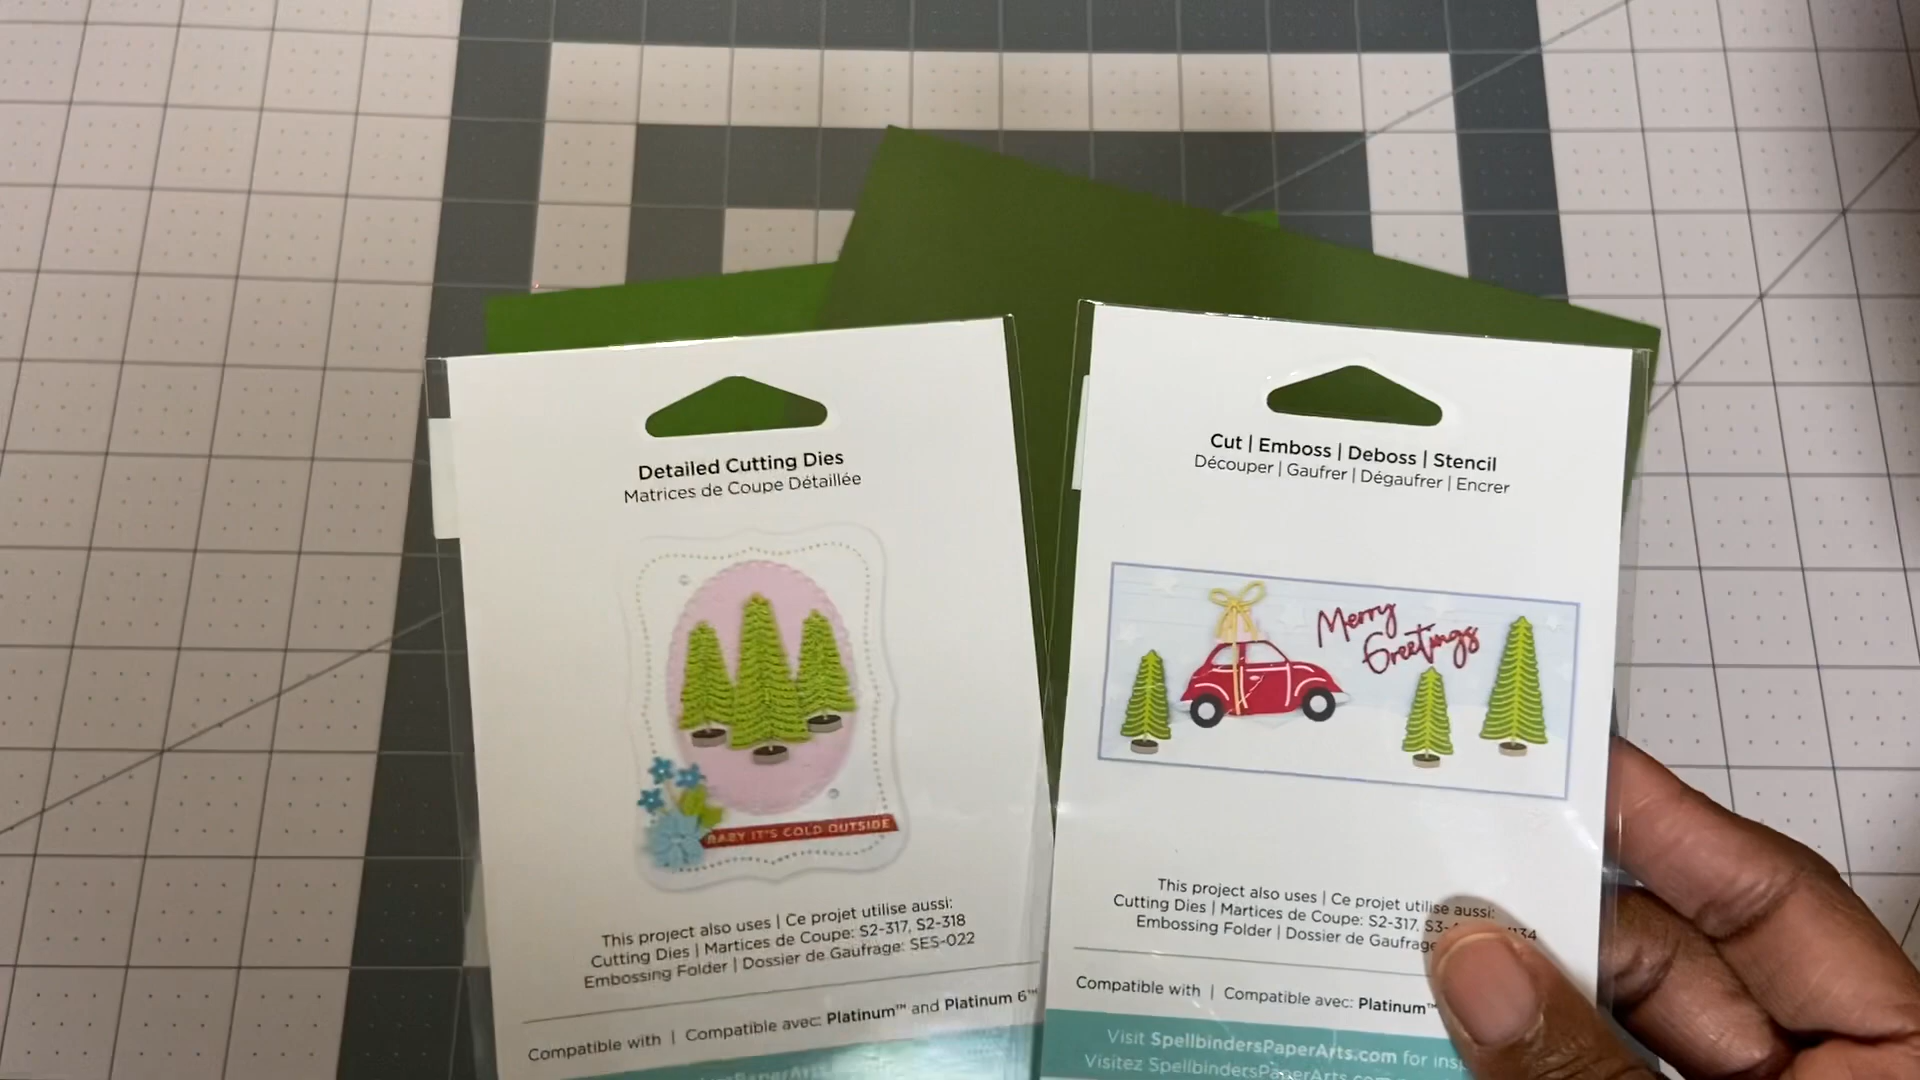 Detailed Cutting Dies
Matrices de Coupe Détaillée
BABY IT'S COLD OUTSIDE
This project also uses | Ce projet utilise aussi:
Cutting Dies | Martices de Coupe: S2-317, S2-318
Embossing Folder | Dossier de Gaufrage: SES-022
Compatible with | Compatible avec: Platinum™ and Platinum 6™
Cut | Emboss | Deboss | Stencil
Découper | Gaufrer | Dégaufrer | Encrer
Merry
Greetings
This project also uses | Ce projet utilise aussi:
Cutting Dies | Martices de Coupe: S2-317, S3-
Embossing Folder | Dossier de Gaufrage
Compatible with | Compatible avec: Platinum™
Visit SpellbindersPaperArts.com for
Visitez SpellbindersPaperArts.com